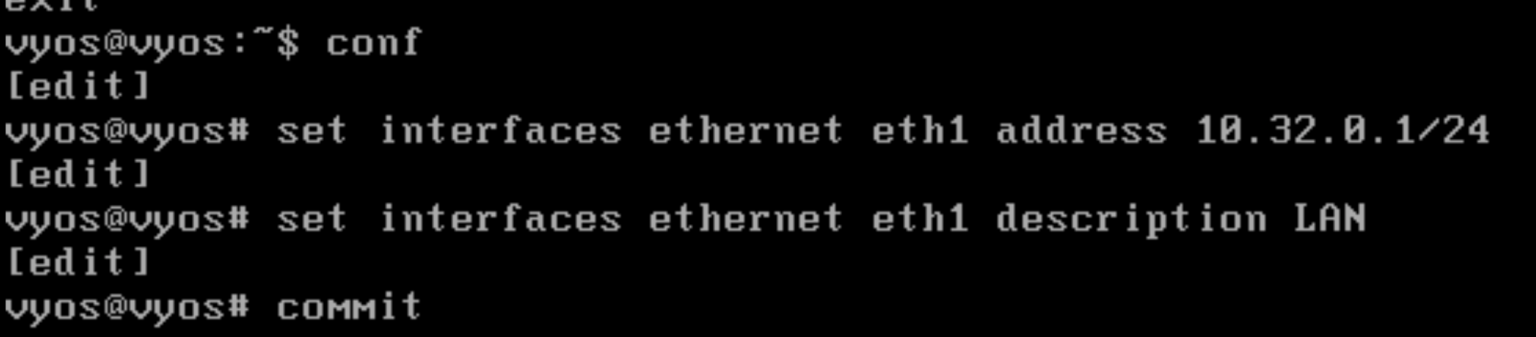 exit
vyos@vyos:~$ conf
[edit]
vyos@vyos# set interfaces ethernet eth1 address 10.32.0.1/24
[edit]
vyos@vyos# set interfaces ethernet eth1 description LAN
[edit]
vyos@vyos# commit